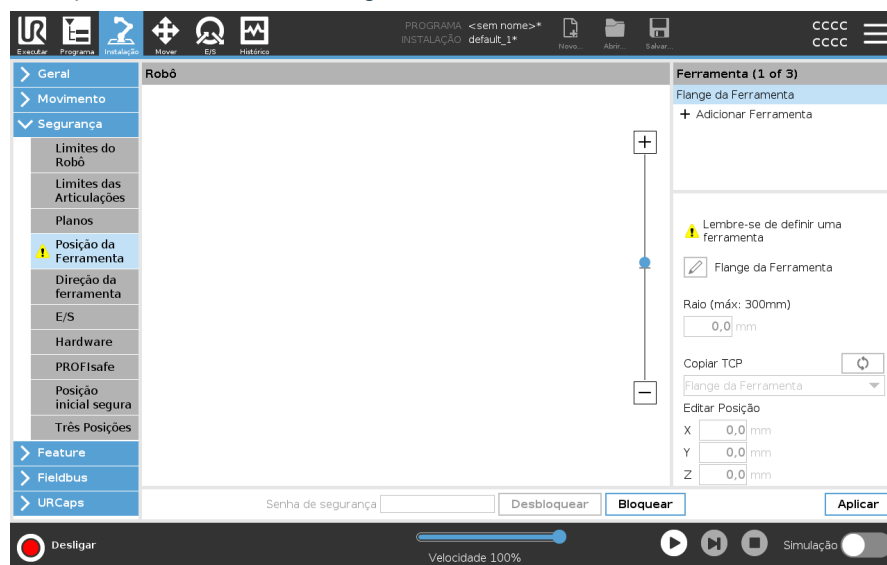 PROGRAMA <sem nome>*
INSTALAÇÃO default_1*
Executar Programa Instalação Mover E/S Histórico
Novo... Abrir... Salvar...
CCCC
CCCC
Geral
Movimento
Segurança
Limites do
Robô
Limites das
Articulações
Planos
Posição da
Ferramenta
Direção da
ferramenta
E/S
Hardware
PROFIsafe
Posição
inicial segura
Três Posições
Feature
Fieldbus
URCaps
Robô
Ferramenta (1 of 3)
Flange da Ferramenta
+ Adicionar Ferramenta
Lembre-se de definir uma
ferramenta
Flange da Ferramenta
Raio (máx: 300mm)
0,0 mm
Copiar TCP
Flange da Ferramenta
Editar Posição
X 0,0 mm
Y 0,0 mm
Z 0,0 mm
Senha de segurança Desbloquear Bloquear Aplicar
Desligar
Velocidade 100%
Simulação